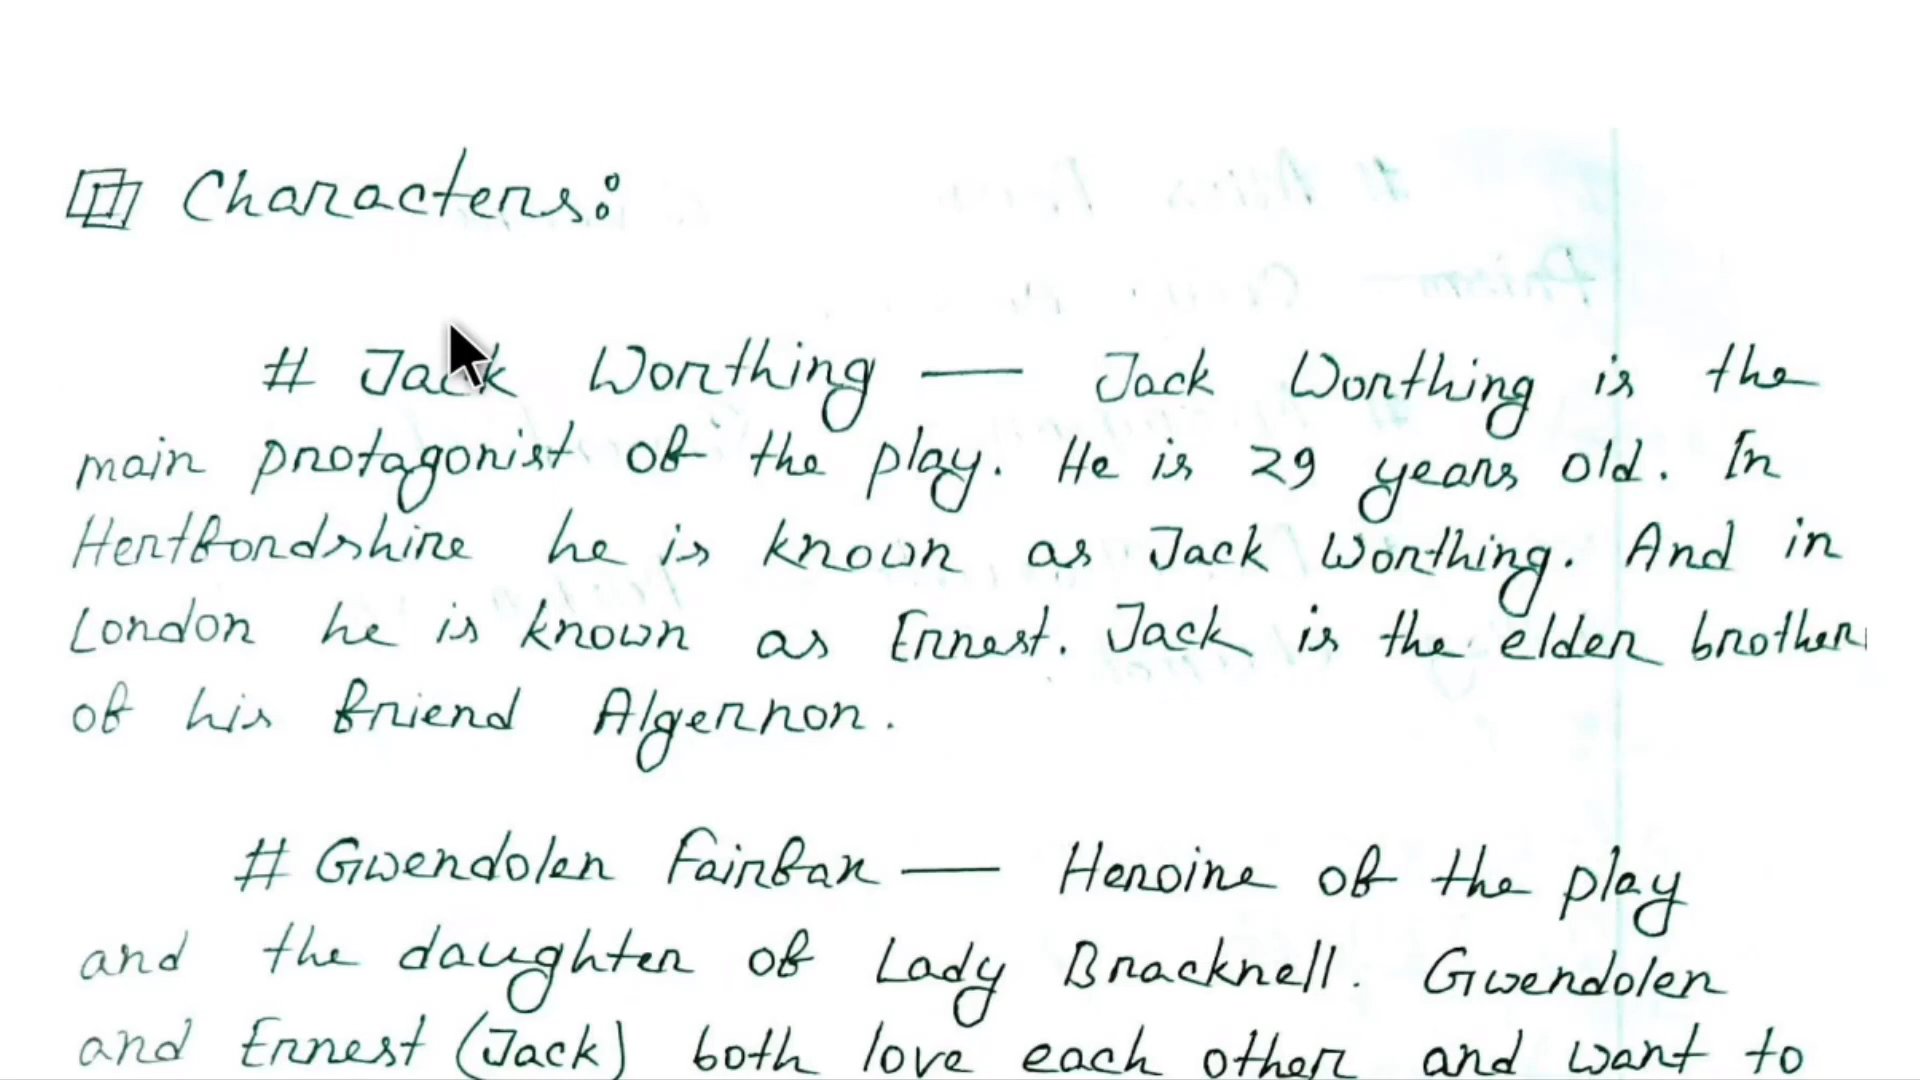 Characters:
# Jack Worthing — Jack Worthing is the
main protagonist of the play. He is 29 years old. In
Hertfordshire he is known as Jack Worthing. And in
London he is known as Ernest. Jack is the elder brother
of his friend Algernon.
# Gwendolen Fairfax — Heroine of the play
and the daughter of Lady Bracknell. Gwendolen
and Ernest (Jack) both love each other and want to